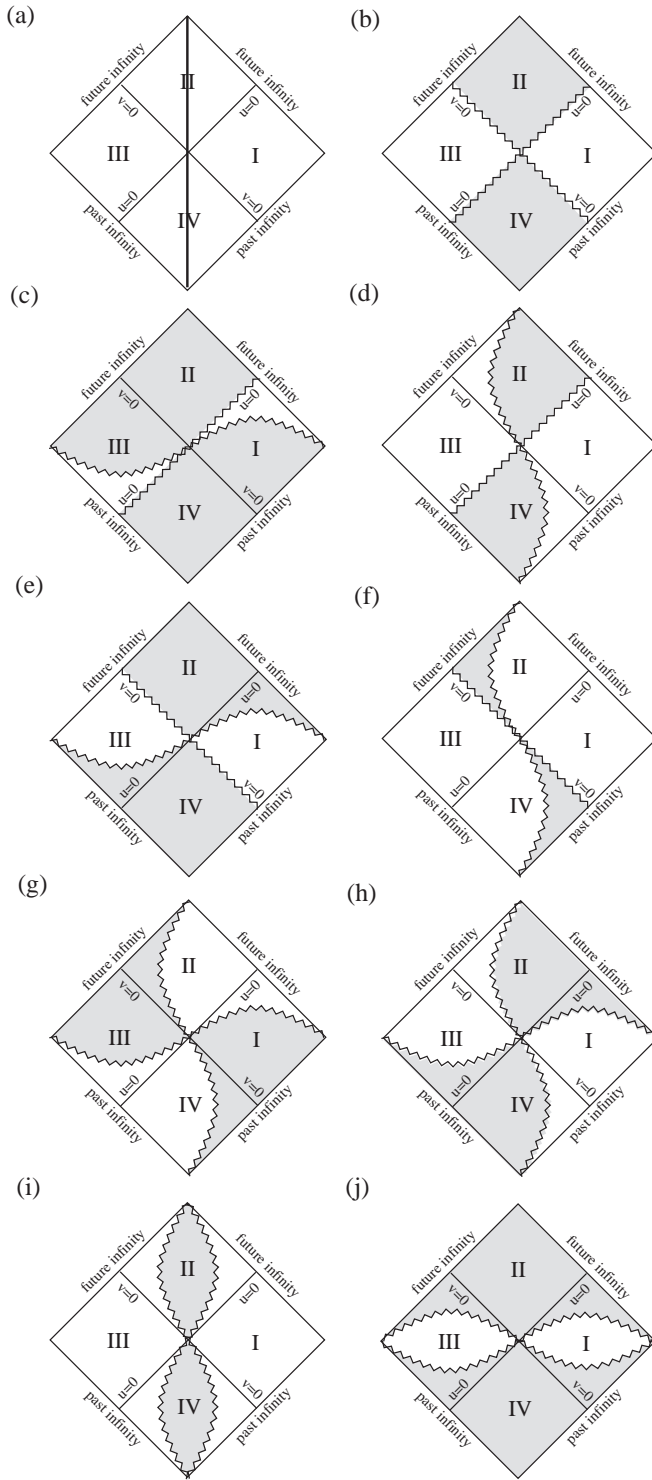 (a)
future infinity
future infinity
II
v=0
u=0
III
I
u=0
v=0
IV
past infinity
past infinity
(b)
future infinity
future infinity
II
v=0
u=0
III
I
u=0
v=0
IV
past infinity
past infinity
(c)
future infinity
future infinity
II
v=0
u=0
III
I
u=0
v=0
IV
past infinity
past infinity
(d)
future infinity
future infinity
II
v=0
u=0
III
I
u=0
v=0
IV
past infinity
past infinity
(e)
future infinity
future infinity
II
v=0
u=0
III
I
u=0
v=0
IV
past infinity
past infinity
(f)
future infinity
future infinity
II
v=0
u=0
III
I
u=0
v=0
IV
past infinity
past infinity
(g)
future infinity
future infinity
II
v=0
u=0
III
I
u=0
v=0
IV
past infinity
past infinity
(h)
future infinity
future infinity
II
v=0
u=0
III
I
u=0
v=0
IV
past infinity
past infinity
(i)
future infinity
future infinity
II
v=0
u=0
III
I
u=0
v=0
IV
past infinity
past infinity
(j)
future infinity
future infinity
II
v=0
u=0
III
I
u=0
v=0
IV
past infinity
past infinity